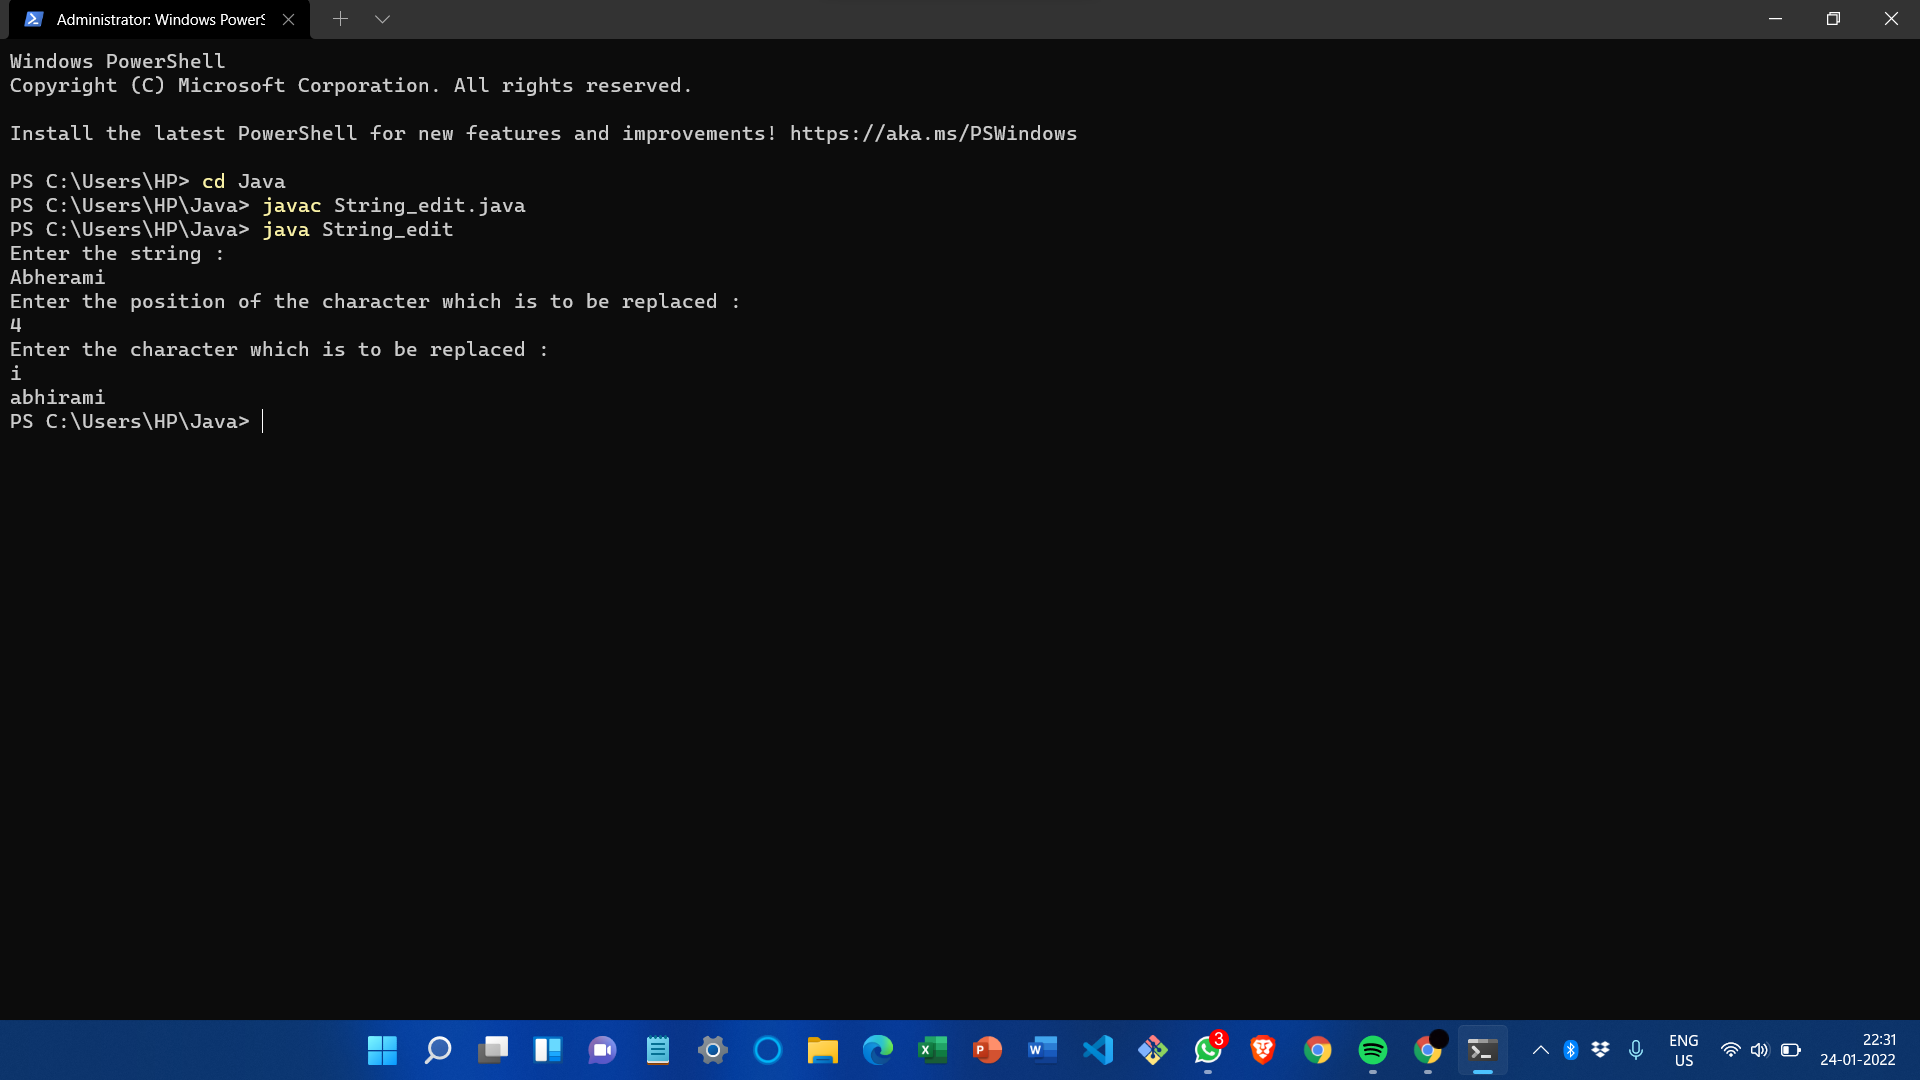 Administrator: Windows PowerS
Windows PowerShell
Copyright (C) Microsoft Corporation. All rights reserved.
Install the latest PowerShell for new features and improvements! https://aka.ms/PSWindows
PS C:\Users\HP> cd Java
PS C:\Users\HP\Java> javac String_edit.java
PS C:\Users\HP\Java> java String_edit
Enter the string :
Abherami
Enter the position of the character which is to be replaced :
4
Enter the character which is to be replaced :
i
abhirami
PS C:\Users\HP\Java>
X
P
W
3
ENG
US
22:31
24-01-2022